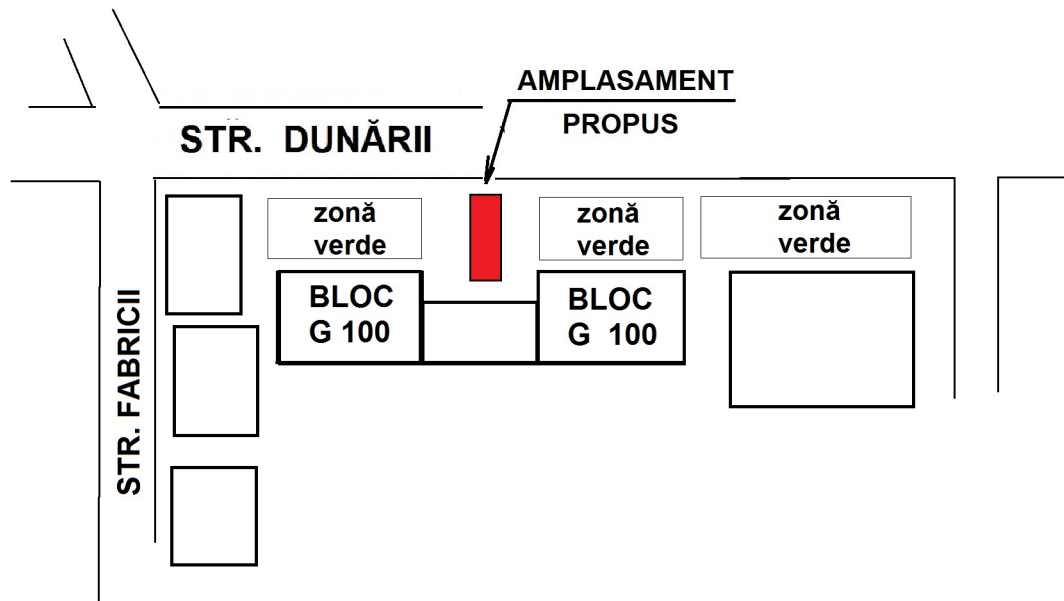 AMPLASAMENT
PROPUS
STR. DUNĂRII
zonă
verde
zonă
verde
zonă
verde
BLOC
G 100
BLOC
G 100
STR. FABRICII